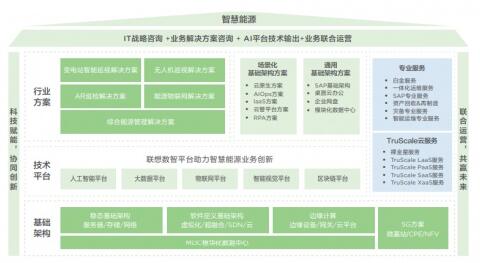 智慧能源
IT战略咨询 +业务解决方案咨询 + AI平台技术输出+业务联合运营
科技赋能，协同创新
行业方案
变电站智能巡视解决方案
无人机巡视解决方案
AR巡检解决方案
能源物联网解决方案
综合能源管理解决方案
场景化
基础架构方案
• 云原生方案
• AIOps方案
• IaaS方案
• 云管平台方案
• RPA方案
通用
基础架构方案
• SAP基础架构
• 桌面云办公
• 企业网盘
• 模块化数据中心
专业服务
• 白金服务
• 一体化运维服务
• SAP专业服务
• 资产回收&再制造
• 灾备专业服务
• 智能运维专业服务
TruScale云服务
• 裸金属服务
• TruScale LaaS服务
• TruScale PaaS服务
• TruScale SaaS服务
• TruScale XaaS服务
技术平台
联想数智平台助力智慧能源业务创新
人工智能平台
大数据平台
物联网平台
智能视觉平台
区块链平台
基础架构
稳态基础架构
服务器/存储/网络
软件定义基础架构
虚拟化/超融合/SDN/云
边缘计算
边缘设备/网关/云平台
5G方案
微基站/CPE/NFV
MDC模块化数据中心
联合运营，共赢未来